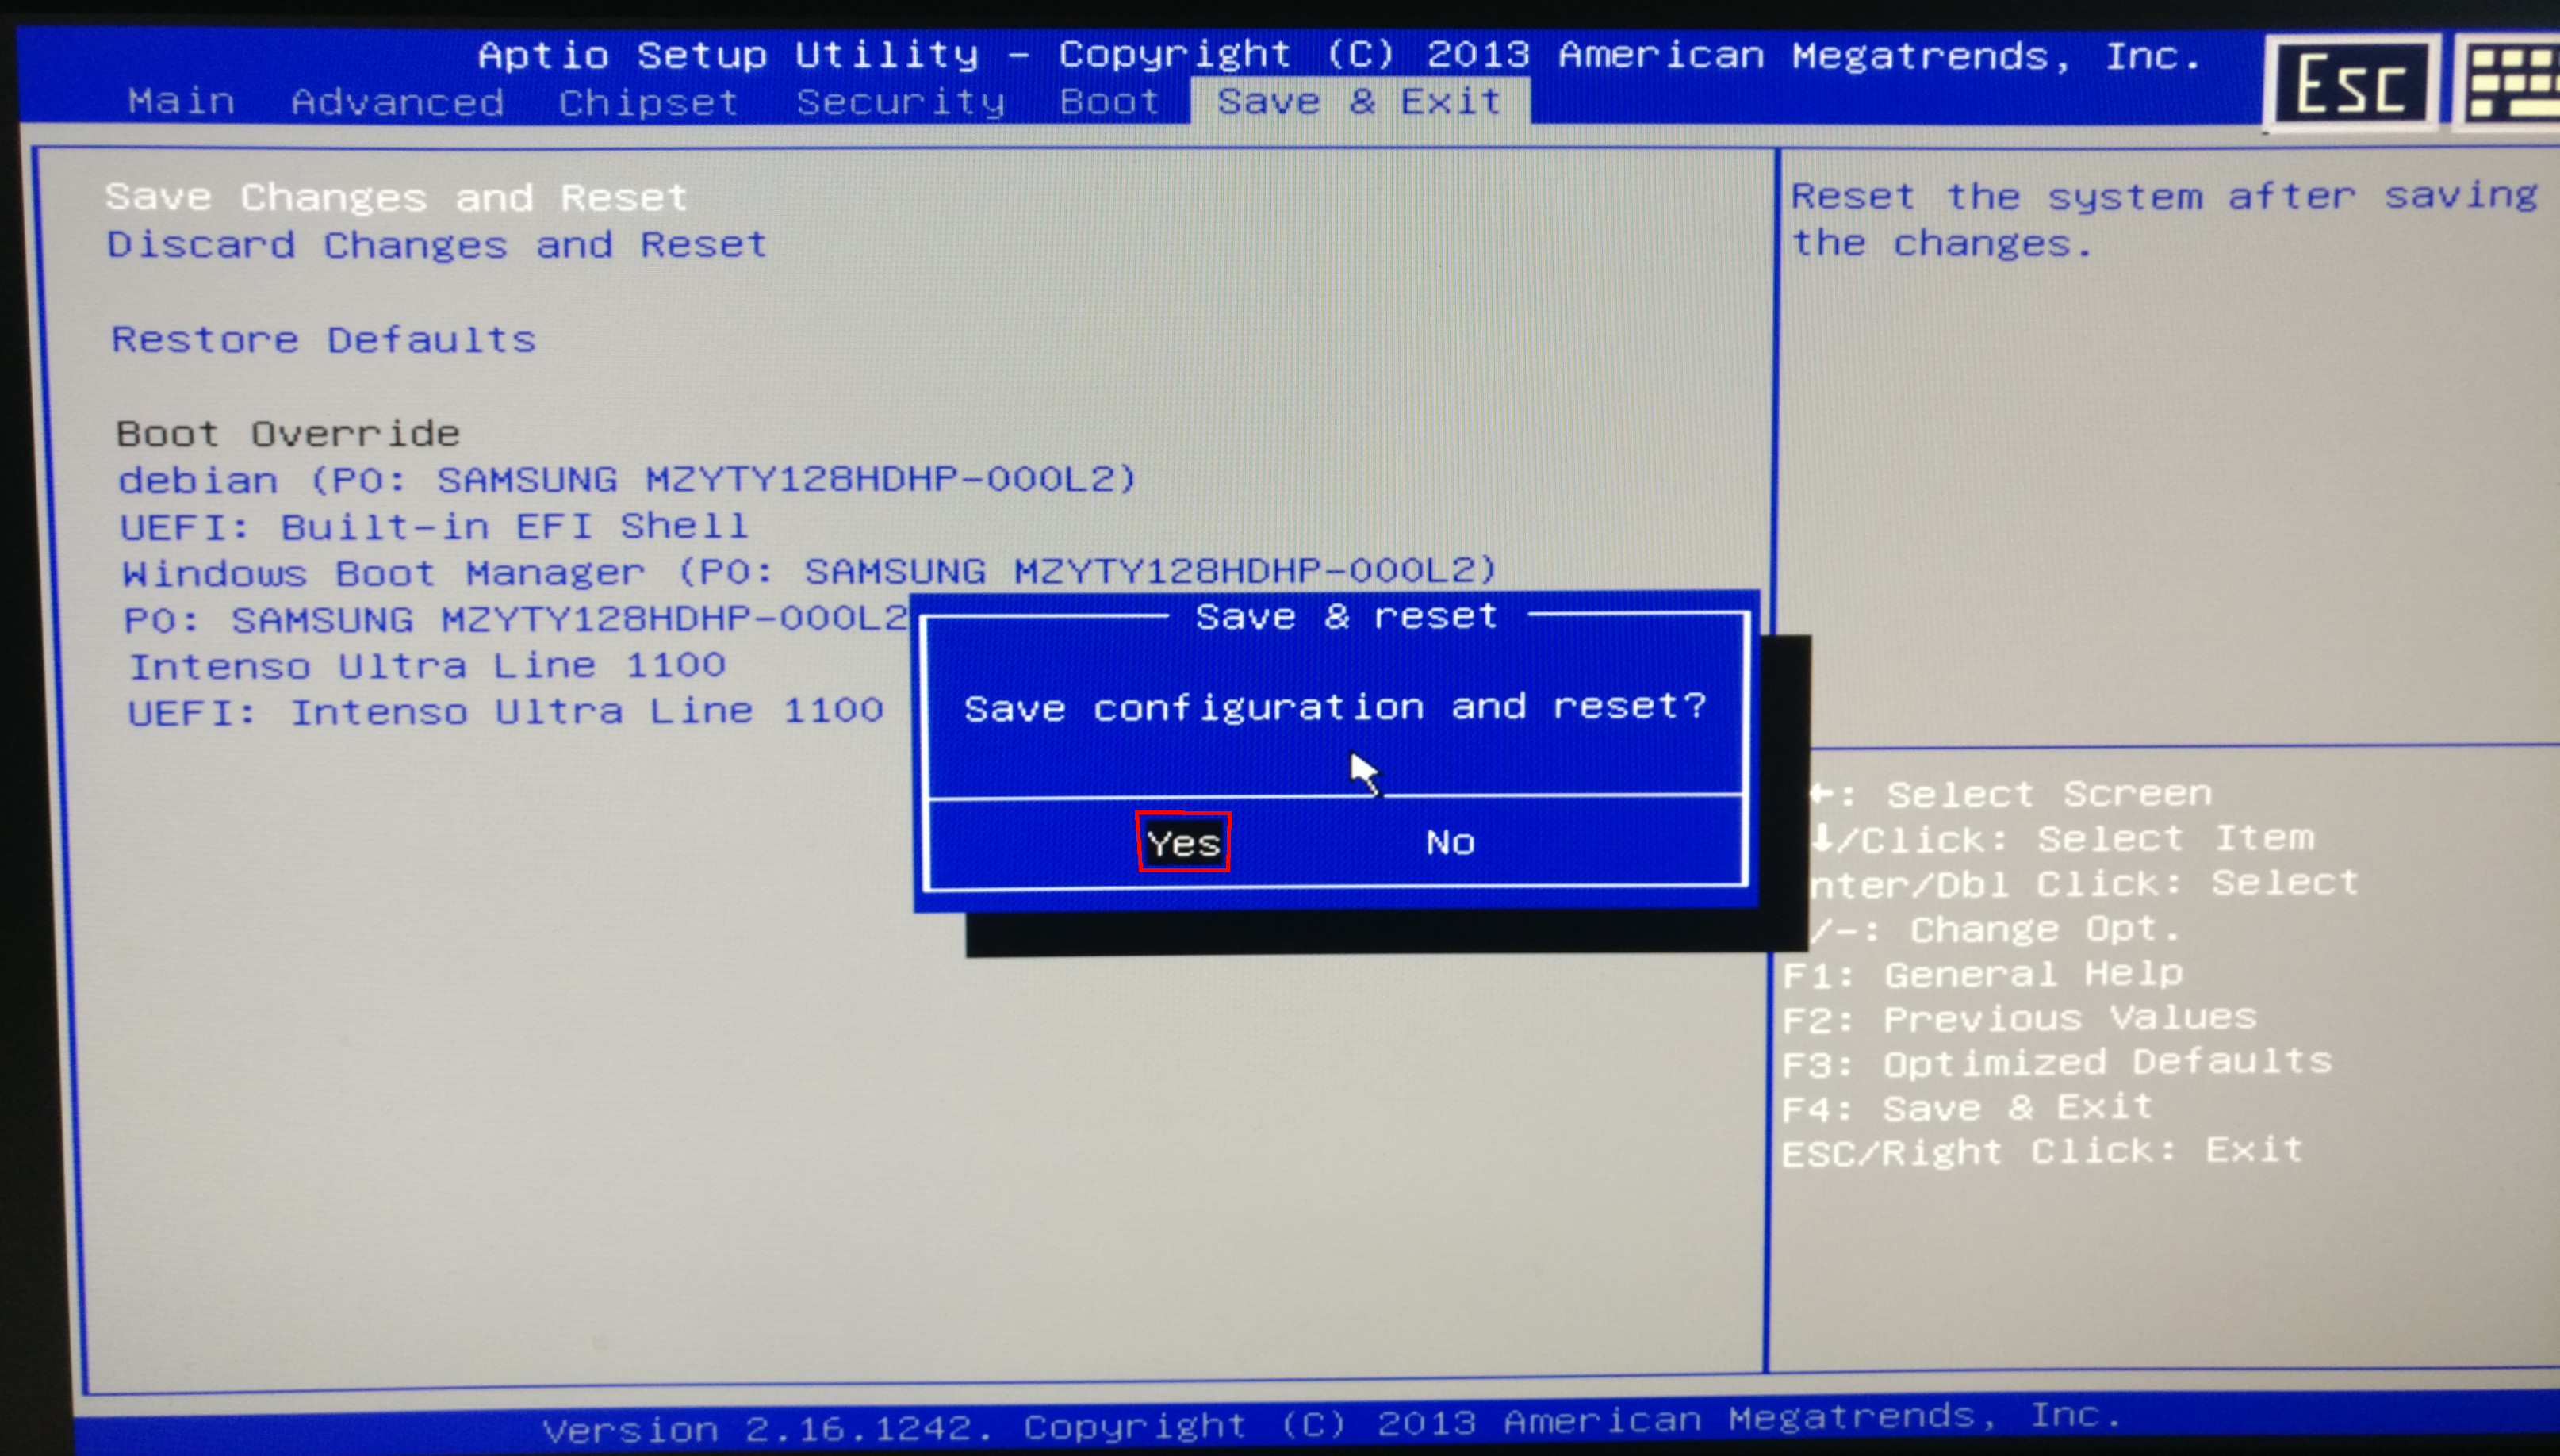 Aptio Setup Utility – Copyright (C) 2013 American Megatrends, Inc.
Esc
Main Advanced Chipset Security Boot Save & Exit
Save Changes and Reset
Discard Changes and Reset
Restore Defaults
Boot Override
debian (P0: SAMSUNG MZYTY128HDHP-000L2)
UEFI: Built-in EFI Shell
Windows Boot Manager (P0: SAMSUNG MZYTY128HDHP-000L2)
P0: SAMSUNG MZYTY128HDHP-000L2
Intenso Ultra Line 1100
UEFI: Intenso Ultra Line 1100
Save & reset
Save configuration and reset?
Yes No
Reset the system after saving
the changes.
←: Select Screen
↓/Click: Select Item
nter/Dbl Click: Select
/-: Change Opt.
F1: General Help
F2: Previous Values
F3: Optimized Defaults
F4: Save & Exit
ESC/Right Click: Exit
Version 2.16.1242. Copyright (C) 2013 American Megatrends, Inc.